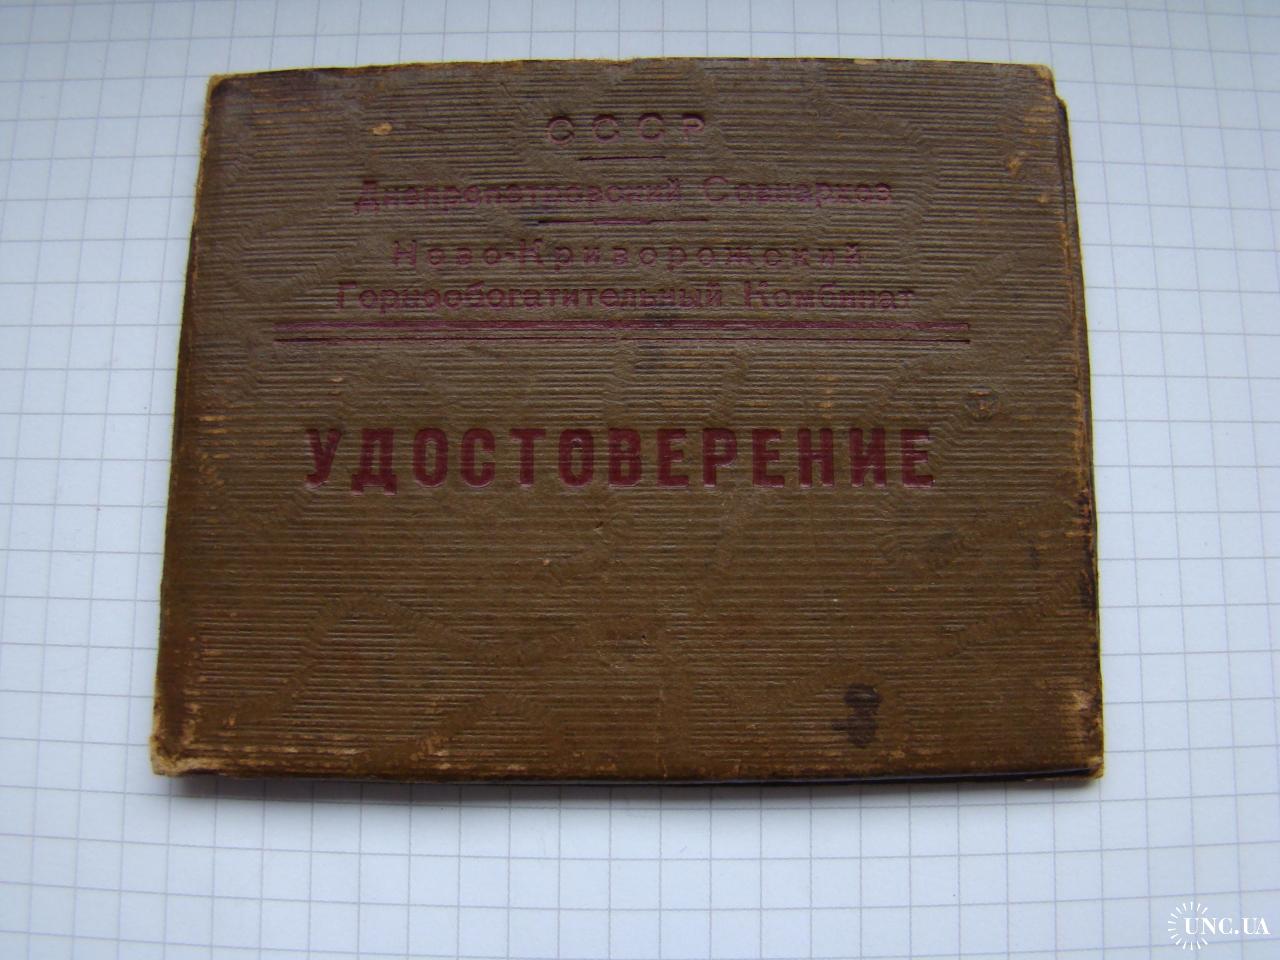 СССР
Днепропетровский Совнархоз
Ново-Криворожский
Горнообогатительный Комбинат
УДОСТОВЕРЕНИЕ
UNC.UA